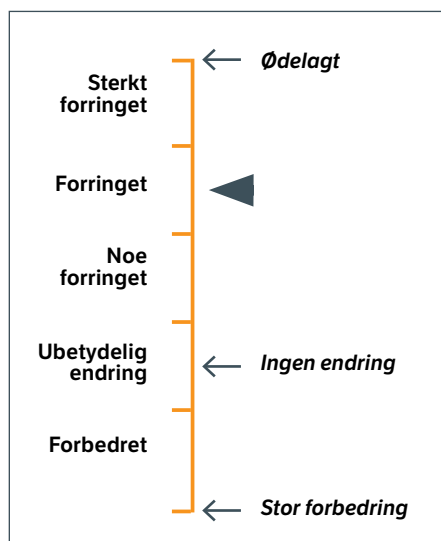 Ødelagt
Sterkt
forringet
Forringet
Noe
forringet
Ubetydelig
endring
Ingen endring
Forbedret
Stor forbedring